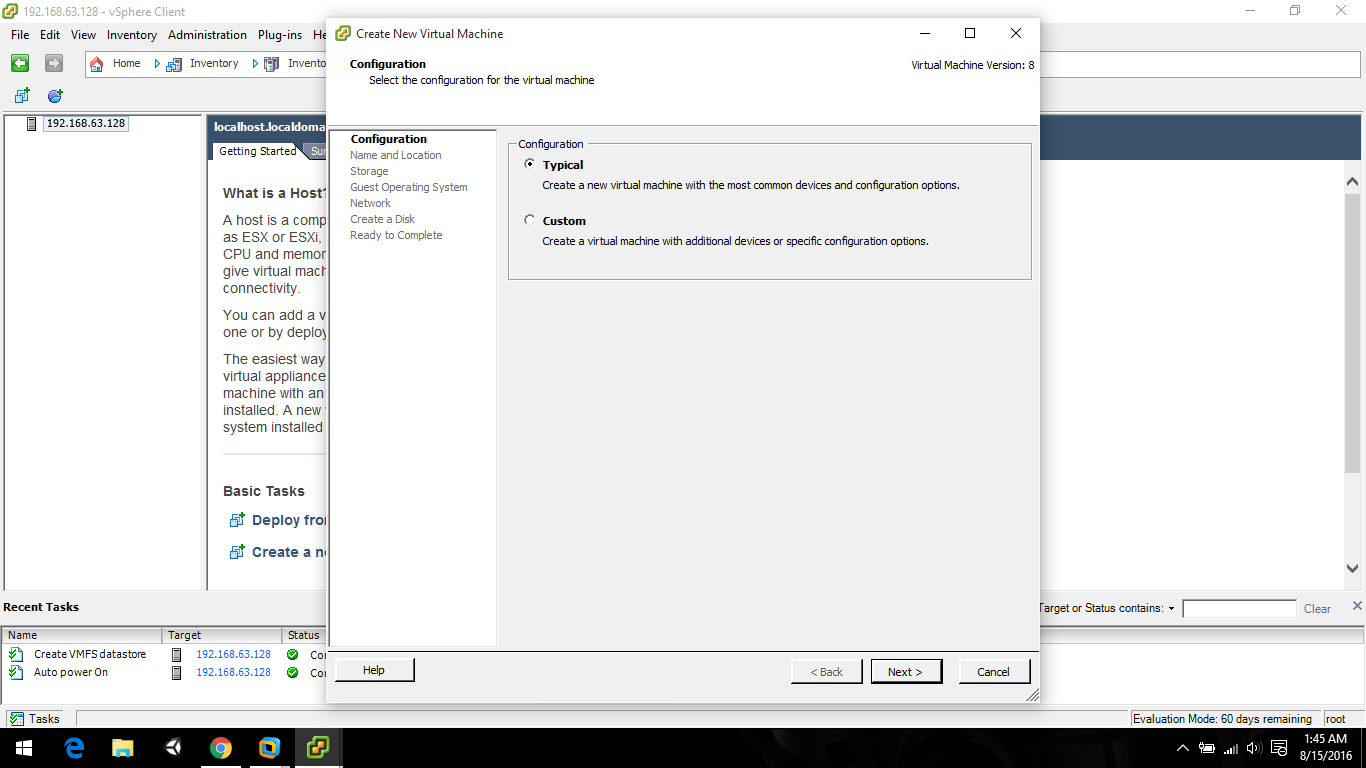 192.168.63.128 - vSphere Client
File Edit View Inventory Administration Plug-ins He
Home Inventory Invento
192.168.63.128
localhost.localdoma
Getting Started Su
What is a Host?
A host is a comp
as ESX or ESXi,
CPU and memor
give virtual mach
connectivity.
You can add a v
one or by deploy
The easiest way
virtual appliance
machine with an
installed. A new
system installed
Basic Tasks
Deploy fro
Create a ne
Create New Virtual Machine
Configuration
Select the configuration for the virtual machine
Virtual Machine Version: 8
Configuration
Name and Location
Storage
Guest Operating System
Network
Create a Disk
Ready to Complete
Configuration
Typical
Create a new virtual machine with the most common devices and configuration options.
Custom
Create a virtual machine with additional devices or specific configuration options.
Help < Back Next > Cancel
Recent Tasks
Target or Status contains: Clear
Name Target Status
Create VMFS datastore 192.168.63.128 Co
Auto power On 192.168.63.128 Co
Tasks
Evaluation Mode: 60 days remaining root
1:45 AM
8/15/2016